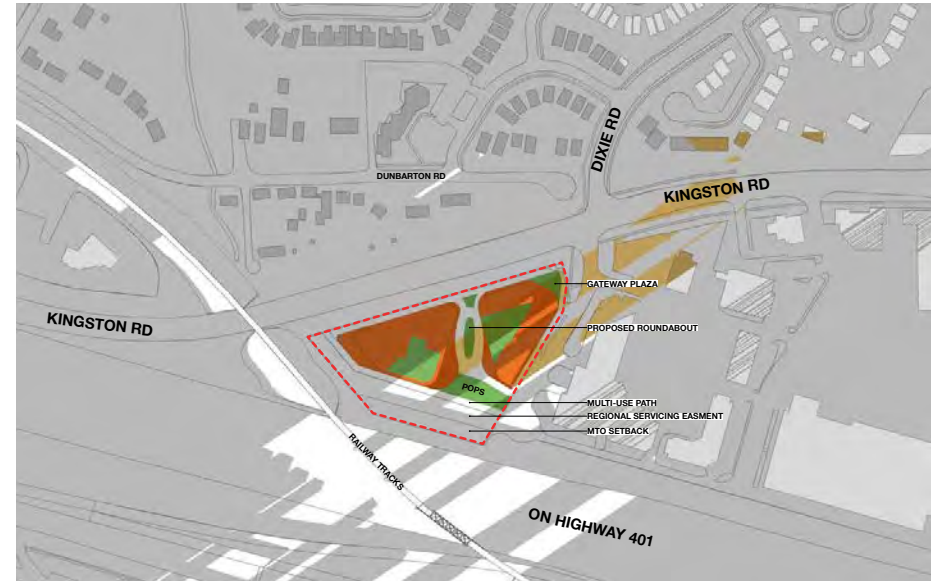 DIXIE RD
DUNBARTON RD
KINGSTON RD
GATEWAY PLAZA
KINGSTON RD
PROPOSED ROUNDABOUT
POPS
MULTI-USE PATH
REGIONAL SERVICING EASMENT
MTO SETBACK
RAILWAY TRACKS
ON HIGHWAY 401